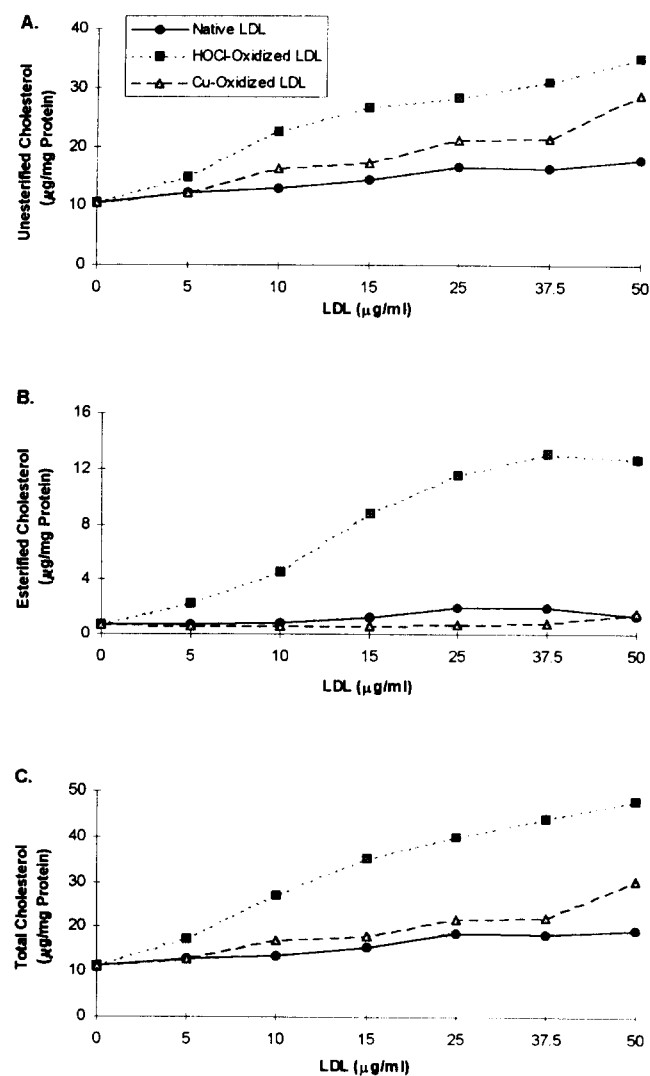 A.
Native LDL
HOCl-Oxidized LDL
Cu-Oxidized LDL
Unesterified Cholesterol
(µg/mg Protein)
40
30
20
10
0
0 5 10 15 25 37.5 50
LDL (µg/ml)
B.
Esterified Cholesterol
(µg/mg Protein)
16
12
8
4
0
0 5 10 15 25 37.5 50
LDL (µg/ml)
C.
Total Cholesterol
(µg/mg Protein)
50
40
30
20
10
0
0 5 10 15 25 37.5 50
LDL (µg/ml)